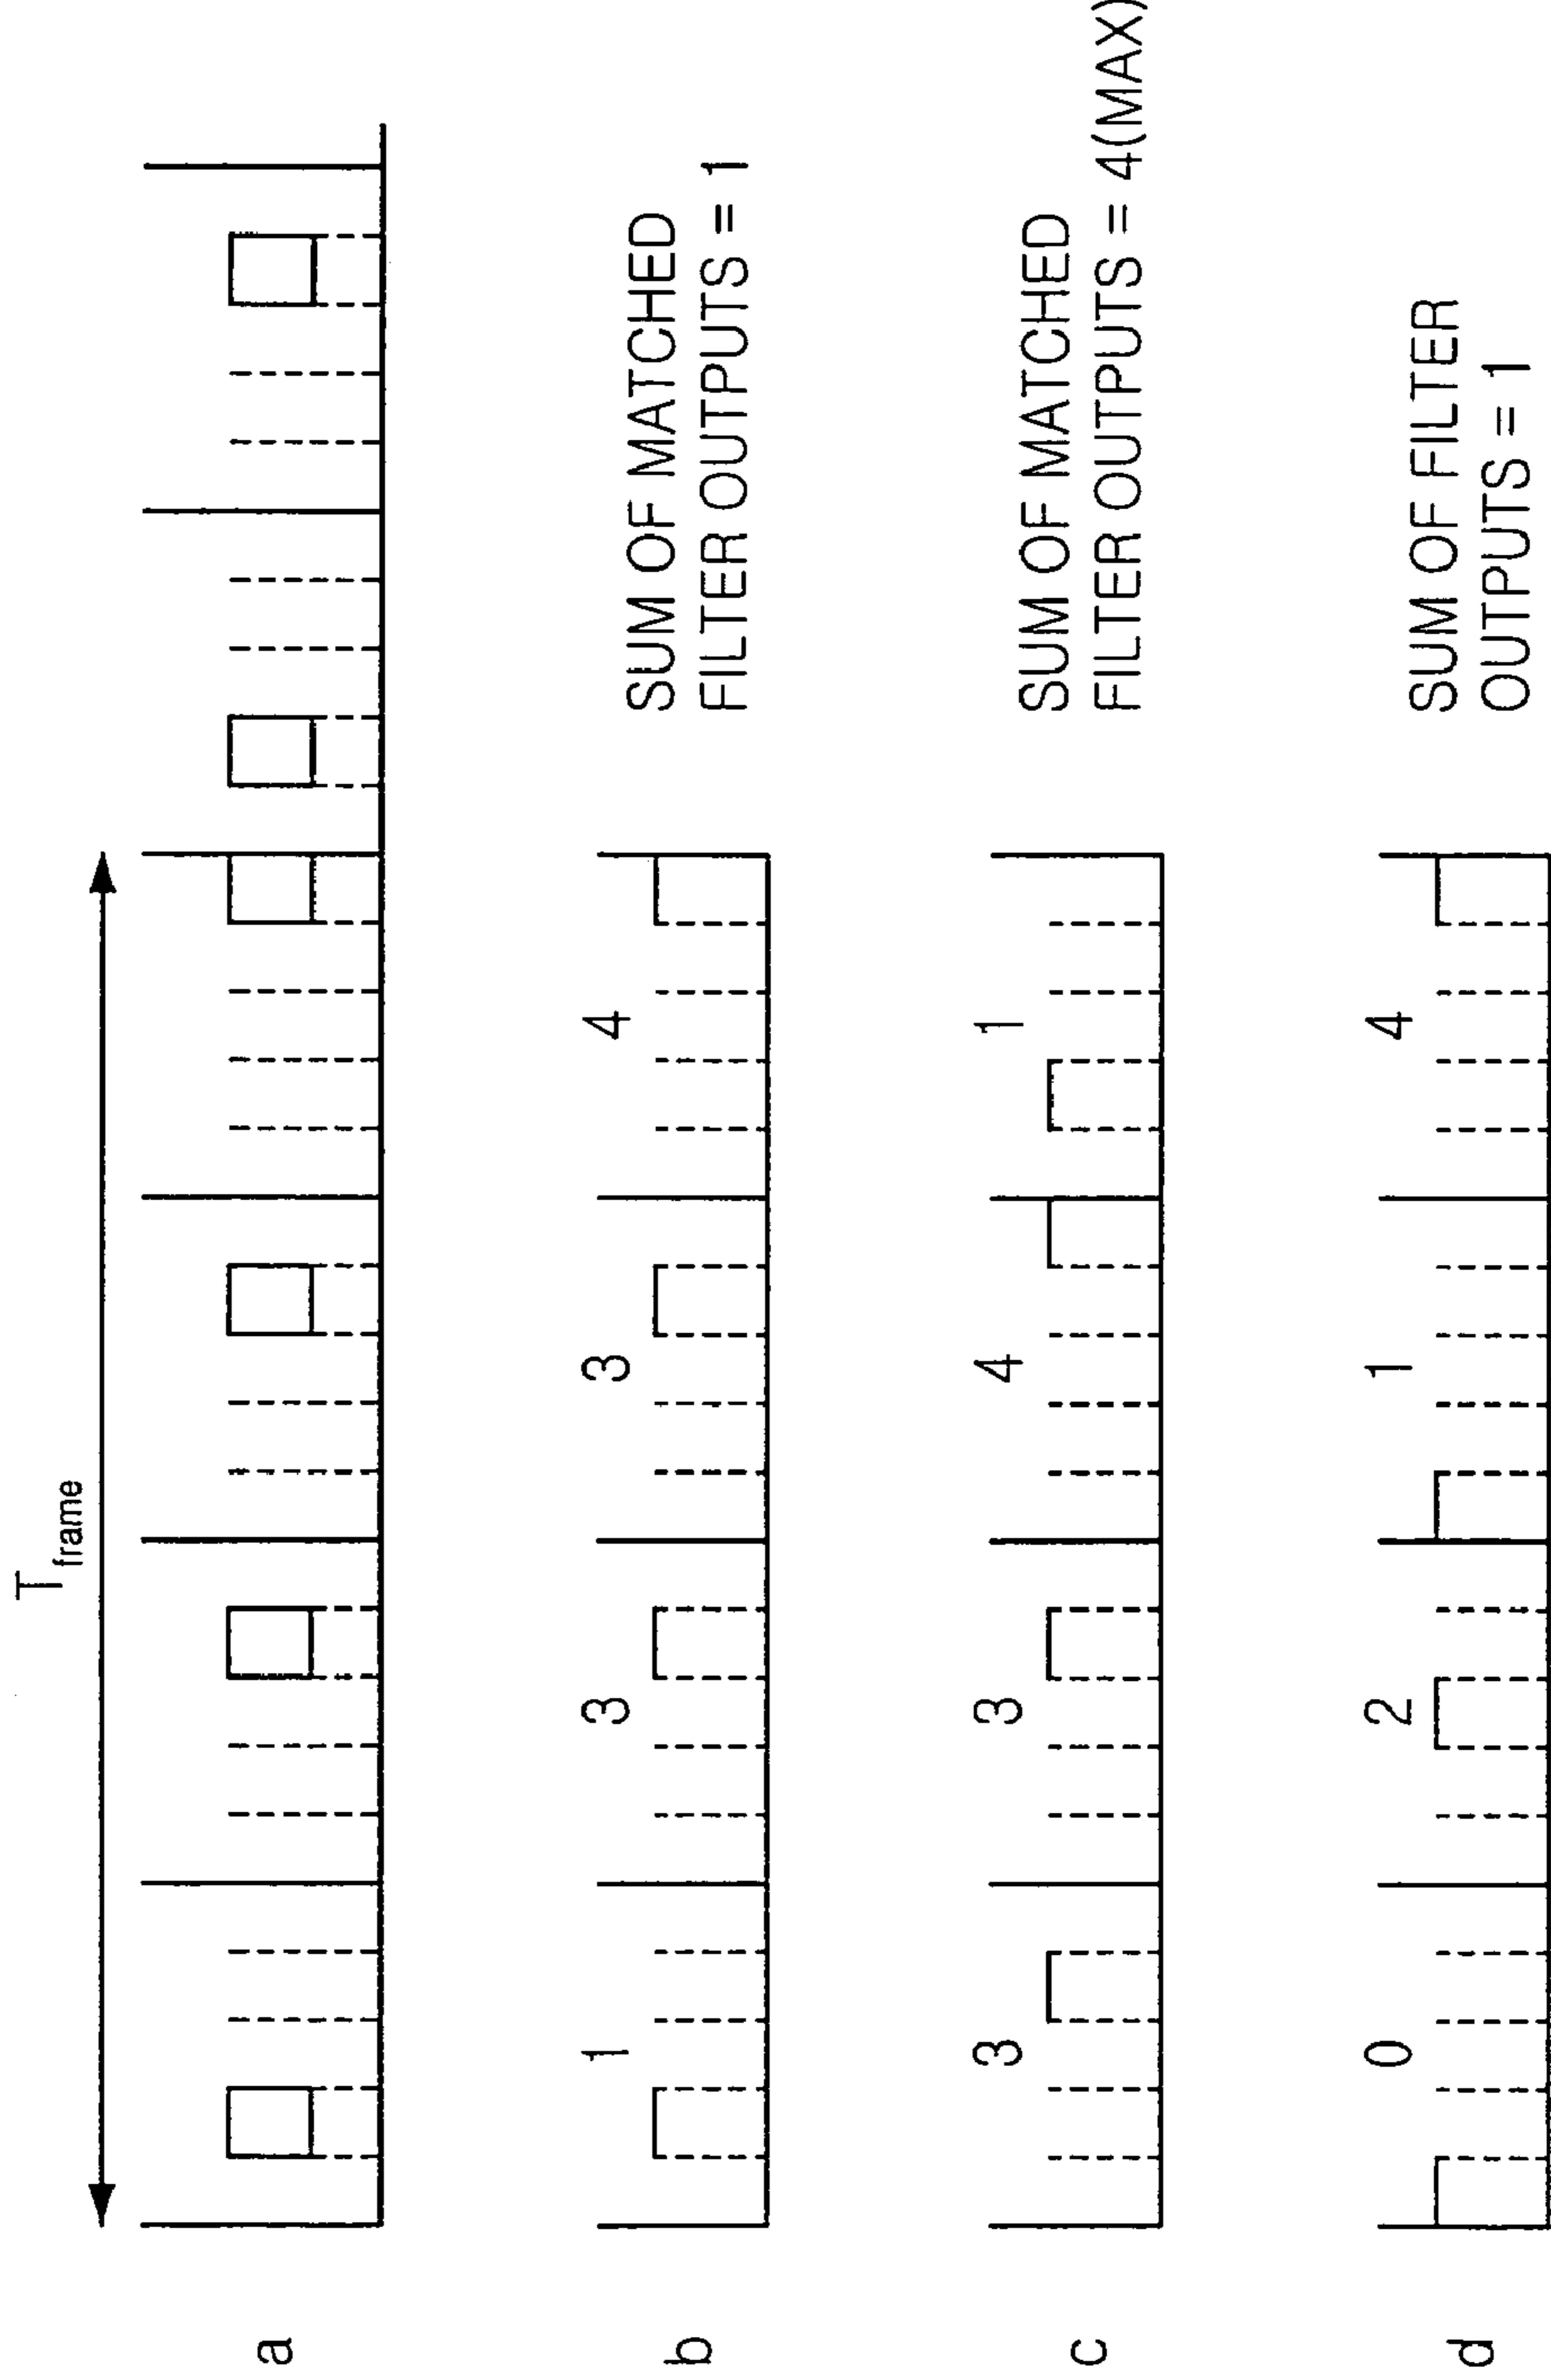 T frame
a
b
1 3 3 4
SUM OF MATCHED
FILTER OUTPUTS = 1
c
3 3 4 1
SUM OF MATCHED
FILTER OUTPUTS = 4(MAX)
d
0 2 1 4
SUM OF FILTER
OUTPUTS = 1